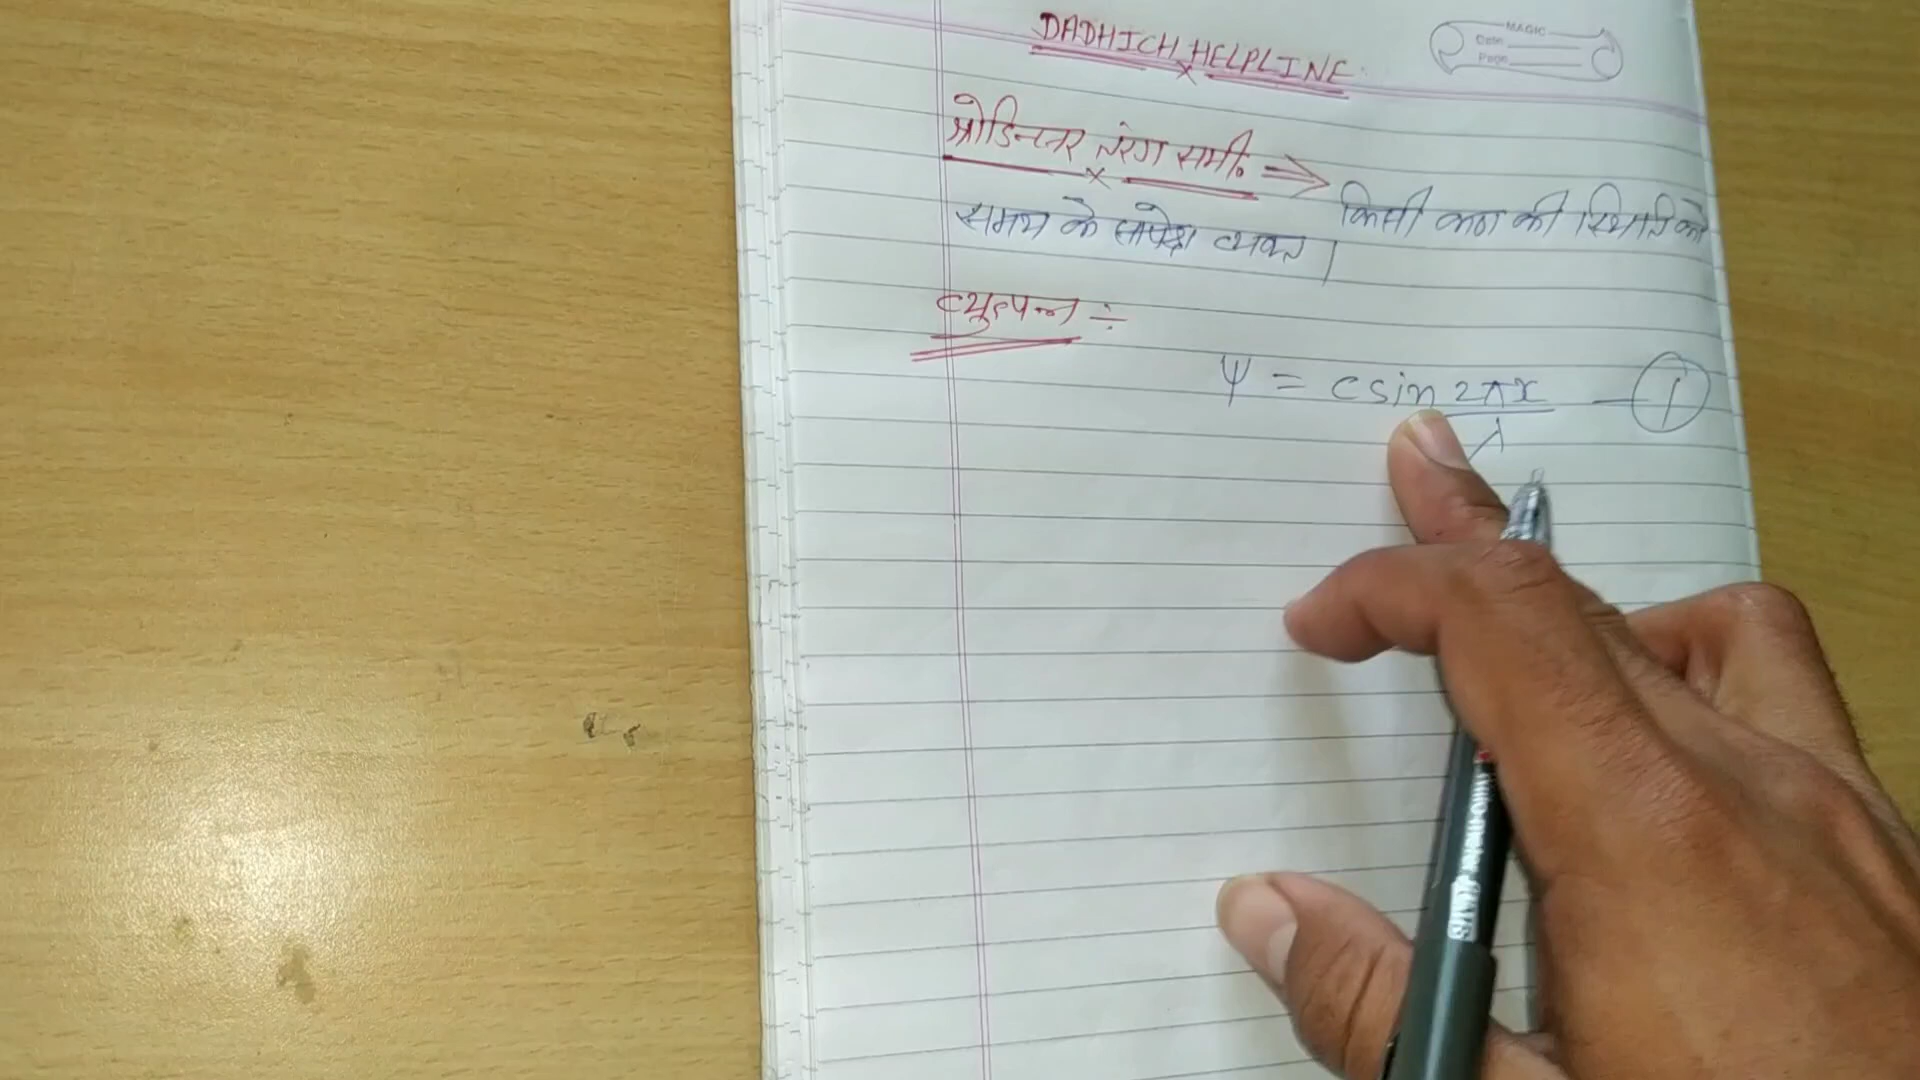 DADHICH HELPLINE
MAGIC
Date
Page
श्रोडिन्जर तरंग समी. ⇒ किसी कण की स्थिति को
समय के सापेक्ष व्यक्त।
व्युत्पन्न ÷
ψ = c sin 2πx/λ — ①